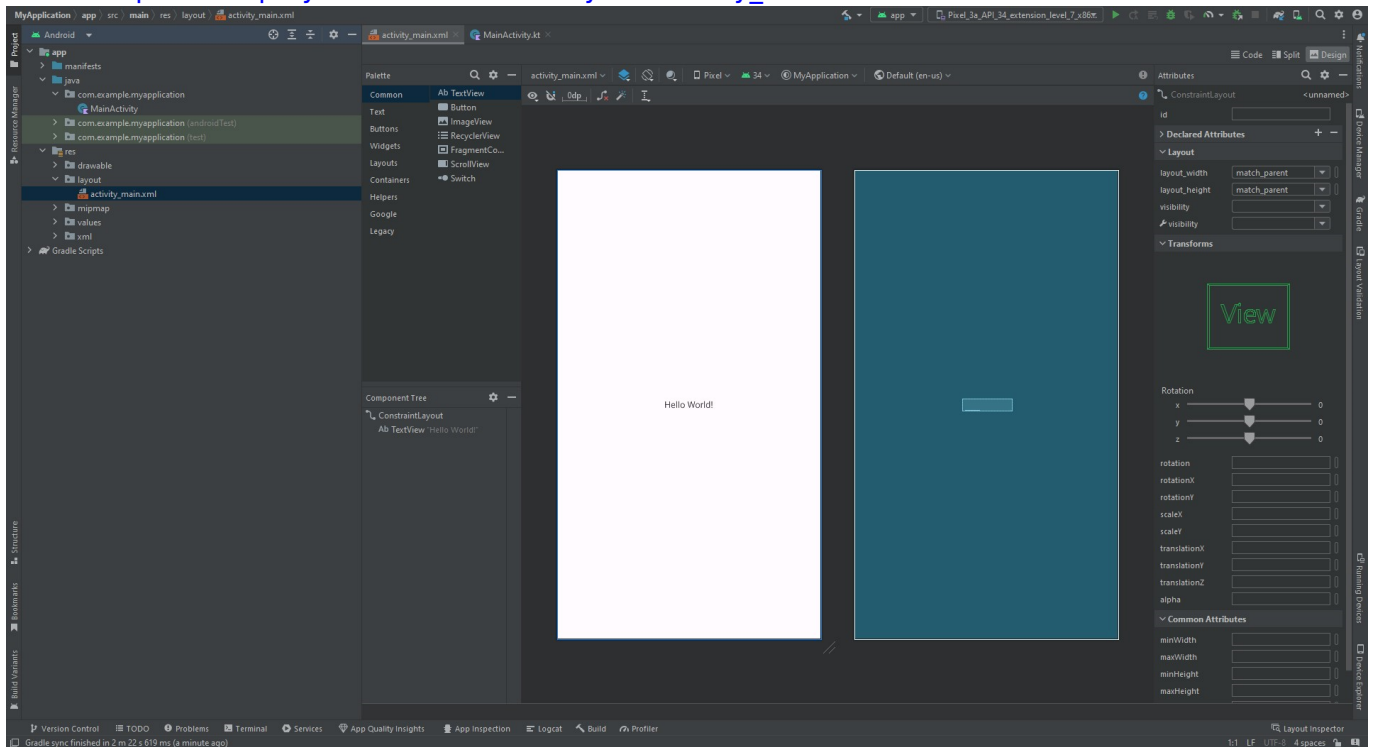 MyApplication app src main res layout activity_main.xml
app Pixel_3a_API_34_extension_level_7_x86
Android
activity_main.xml MainActivity.kt
Code Split Design
Project
Resource Manager
Structure
Bookmarks
Build Variants
app
manifests
java
com.example.myapplication
MainActivity
com.example.myapplication (androidTest)
com.example.myapplication (test)
res
drawable
layout
activity_main.xml
mipmap
values
xml
Gradle Scripts
Palette
Common
Text
Buttons
Widgets
Layouts
Containers
Helpers
Google
Legacy
Ab TextView
Button
ImageView
RecyclerView
FragmentCo...
ScrollView
Switch
Component Tree
ConstraintLayout
Ab TextView "Hello World!"
activity_main.xml Pixel 34 MyApplication Default (en-us)
0dp
Hello World!
Attributes
ConstraintLayout <unnamed>
id
Declared Attributes
Layout
layout_width match_parent
layout_height match_parent
visibility
visibility
Transforms
View
Rotation
x 0
y 0
z 0
rotation
rotationX
rotationY
scaleX
scaleY
translationX
translationY
translationZ
alpha
Common Attributes
minWidth
maxWidth
minHeight
maxHeight
Notifications
Device Manager
Gradle
Layout Validation
Running Devices
Device Explorer
Version Control TODO Problems Terminal Services App Quality Insights App Inspection Logcat Build Profiler Layout Inspector
Gradle sync finished in 2 m 22 s 619 ms (a minute ago) 1:1 LF UTF-8 4 spaces